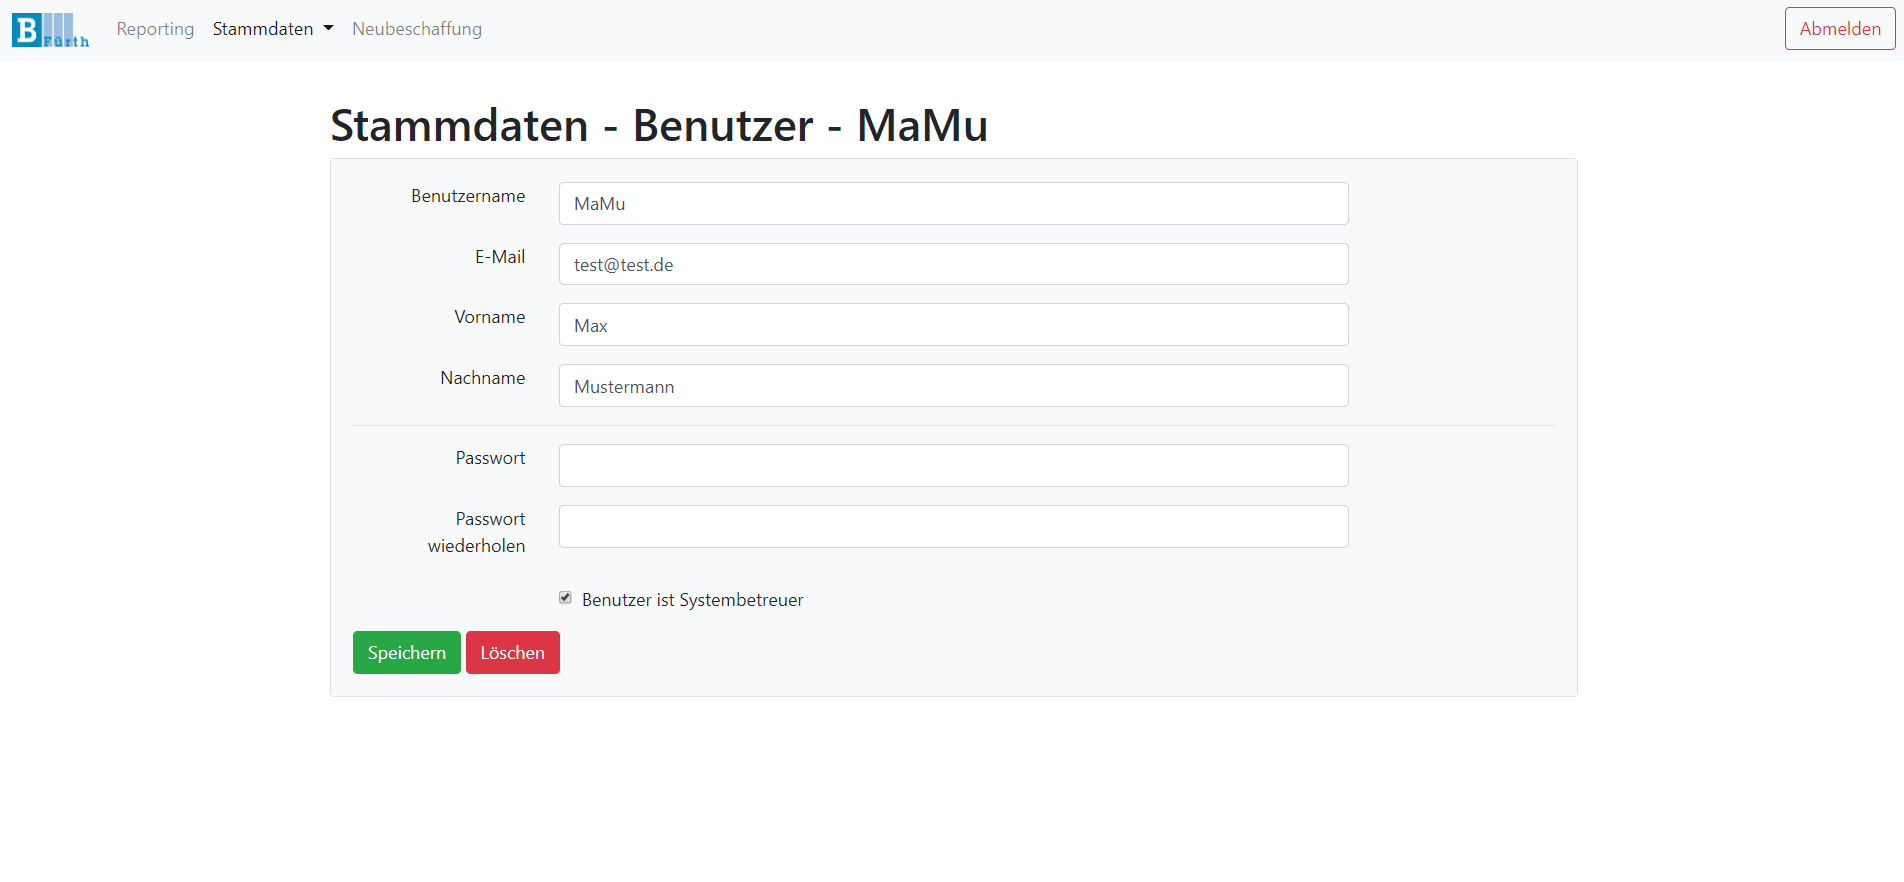 B Fürth Reporting Stammdaten Neubeschaffung Abmelden
Stammdaten - Benutzer - MaMu
Benutzername MaMu
E-Mail test@test.de
Vorname Max
Nachname Mustermann
Passwort
Passwort
wiederholen
Benutzer ist Systembetreuer
Speichern Löschen